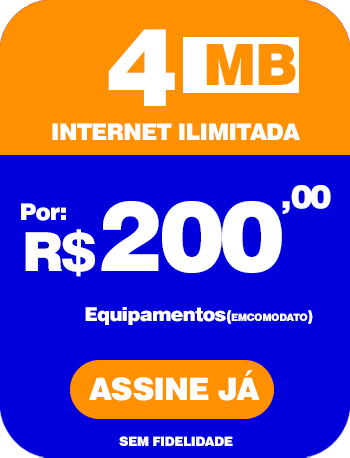 4 MB
INTERNET ILIMITADA
Por:
R$200,00
Equipamentos(EMCOMODATO)
ASSINE JÁ
SEM FIDELIDADE